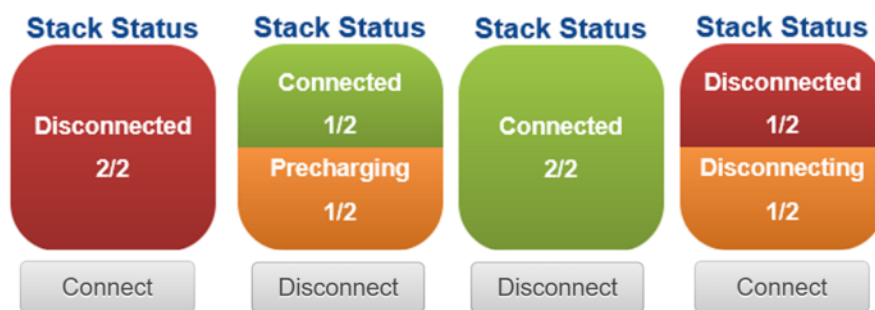 Stack Status
Disconnected
2/2
Connect
Stack Status
Connected
1/2
Precharging
1/2
Disconnect
Stack Status
Connected
2/2
Disconnect
Stack Status
Disconnected
1/2
Disconnecting
1/2
Connect